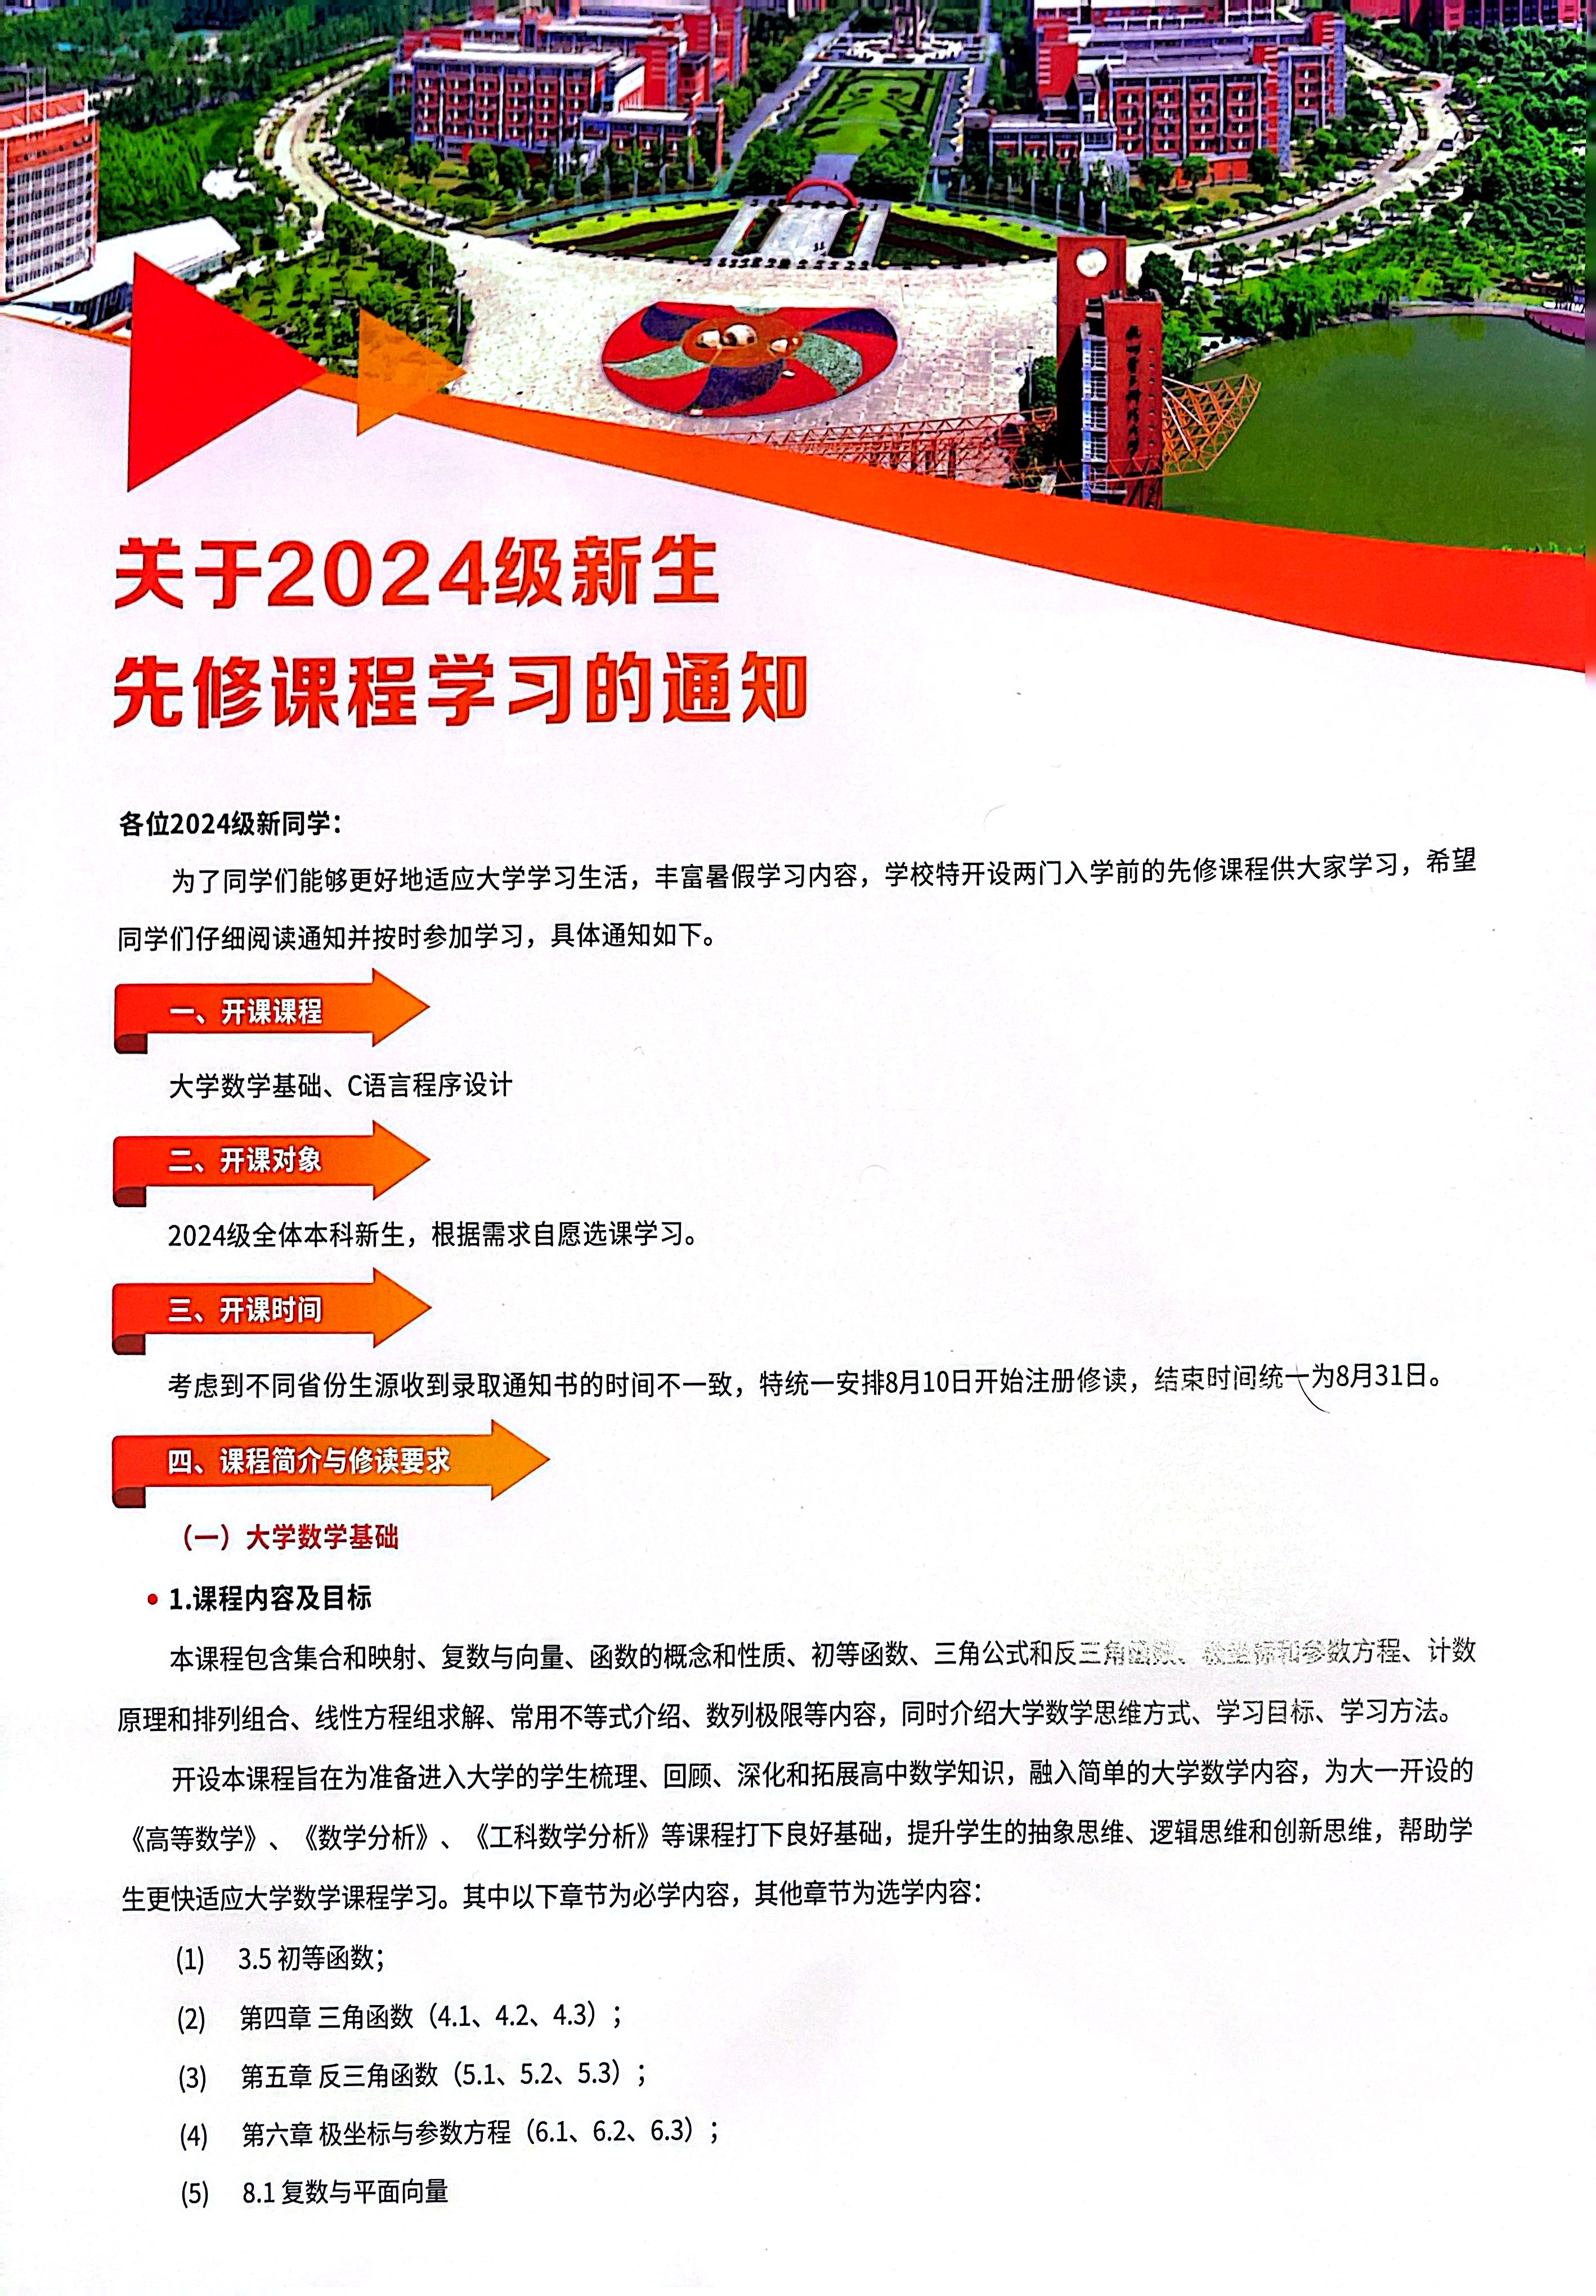 关于2024级新生
先修课程学习的通知
各位2024级新同学：
为了同学们能够更好地适应大学学习生活，丰富暑假学习内容，学校特开设两门入学前的先修课程供大家学习，希望
同学们仔细阅读通知并按时参加学习，具体通知如下。
一、开课课程
大学数学基础、C语言程序设计
二、开课对象
2024级全体本科新生，根据需求自愿选课学习。
三、开课时间
考虑到不同省份生源收到录取通知书的时间不一致，特统一安排8月10日开始注册修读，结束时间统一为8月31日。
四、课程简介与修读要求
（一）大学数学基础
1.课程内容及目标
本课程包含集合和映射、复数与向量、函数的概念和性质、初等函数、三角公式和反三角函数、极坐标和参数方程、计数
原理和排列组合、线性方程组求解、常用不等式介绍、数列极限等内容，同时介绍大学数学思维方式、学习目标、学习方法。
开设本课程旨在为准备进入大学的学生梳理、回顾、深化和拓展高中数学知识，融入简单的大学数学内容，为大一开设的
《高等数学》、《数学分析》、《工科数学分析》等课程打下良好基础，提升学生的抽象思维、逻辑思维和创新思维，帮助学
生更快适应大学数学课程学习。其中以下章节为必学内容，其他章节为选学内容：
(1) 3.5 初等函数；
(2) 第四章 三角函数（4.1、4.2、4.3）；
(3) 第五章 反三角函数（5.1、5.2、5.3）；
(4) 第六章 极坐标与参数方程（6.1、6.2、6.3）；
(5) 8.1 复数与平面向量